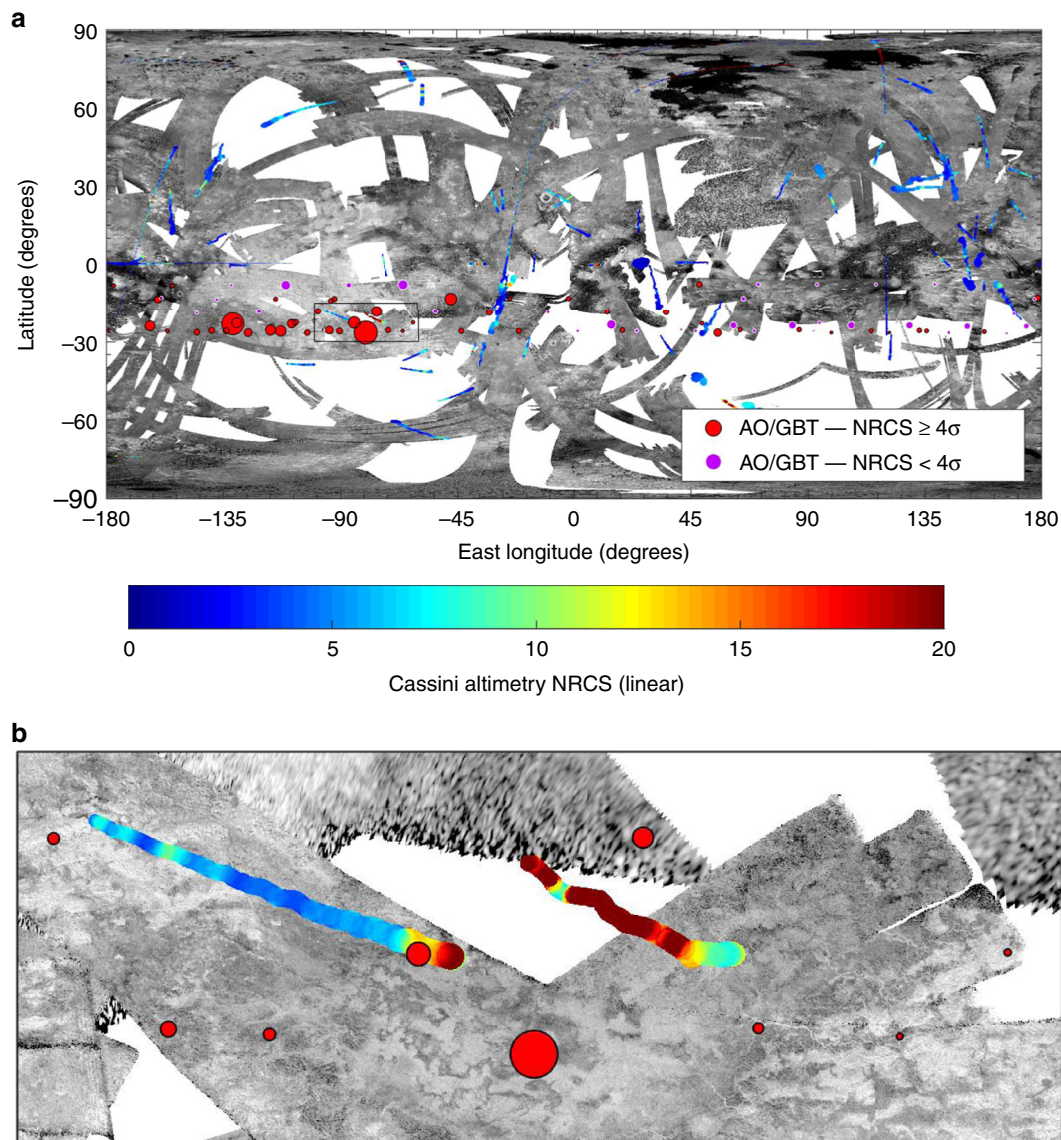 a
90
60
30
0
–30
–60
–90
Latitude (degrees)
AO/GBT — NRCS ≥ 4σ
AO/GBT — NRCS < 4σ
–180 –135 –90 –45 0 45 90 135 180
East longitude (degrees)
0 5 10 15 20
Cassini altimetry NRCS (linear)
b